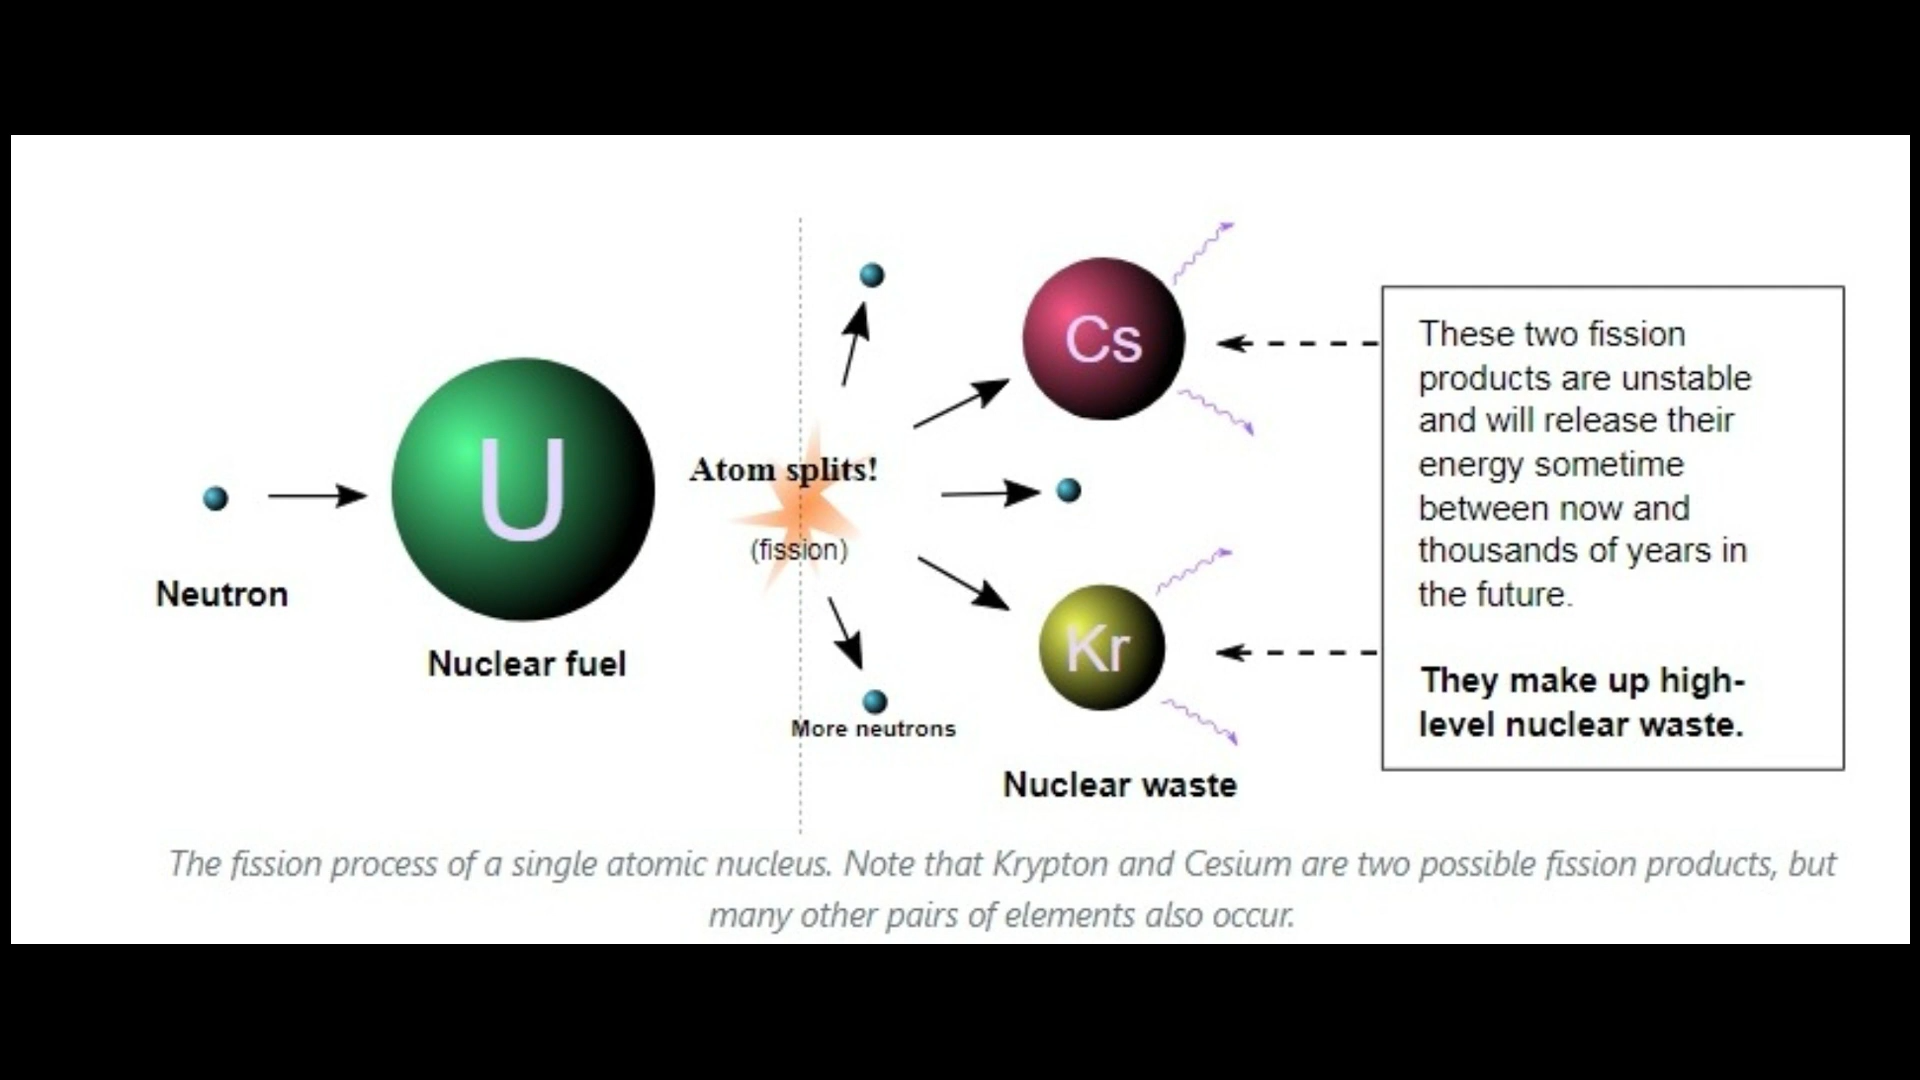 Neutron
U
Nuclear fuel
Atom splits!
(fission)
More neutrons
Cs
Kr
Nuclear waste
These two fission
products are unstable
and will release their
energy sometime
between now and
thousands of years in
the future.
They make up high-
level nuclear waste.
The fission process of a single atomic nucleus. Note that Krypton and Cesium are two possible fission products, but
many other pairs of elements also occur.